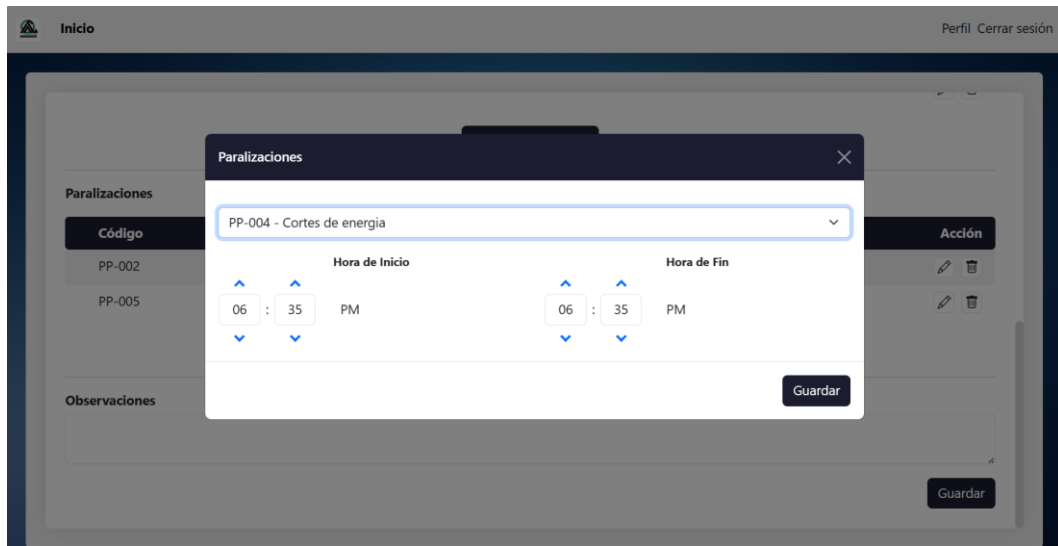 Inicio
Perfil Cerrar sesión
Paralizaciones
PP-004 - Cortes de energia
Hora de Inicio
Hora de Fin
06 : 35 PM
06 : 35 PM
Guardar
Paralizaciones
Código
Acción
PP-002
PP-005
Observaciones
Guardar